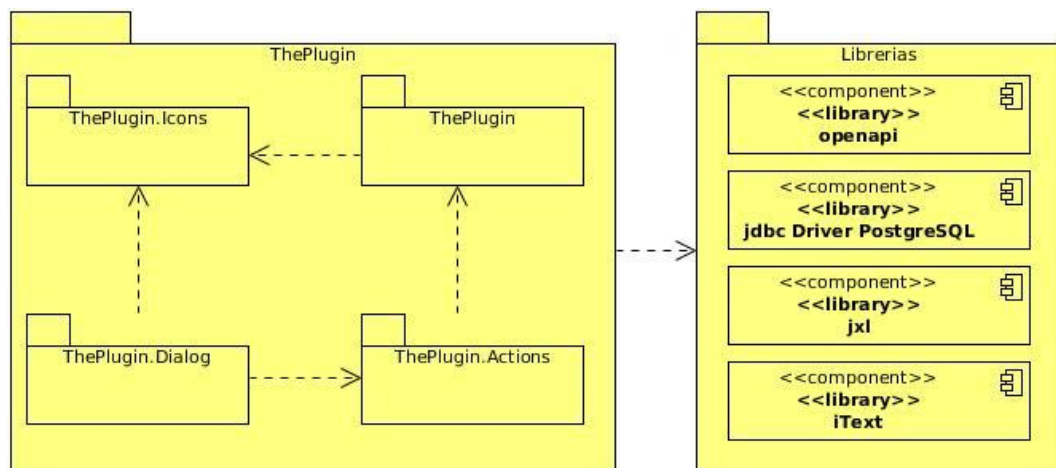 ThePlugin
Librerias
ThePlugin.Icons
ThePlugin
ThePlugin.Dialog
ThePlugin.Actions
<<component>>
<<library>>
openapi
<<component>>
<<library>>
jdbc Driver PostgreSQL
<<component>>
<<library>>
jxl
<<component>>
<<library>>
iText